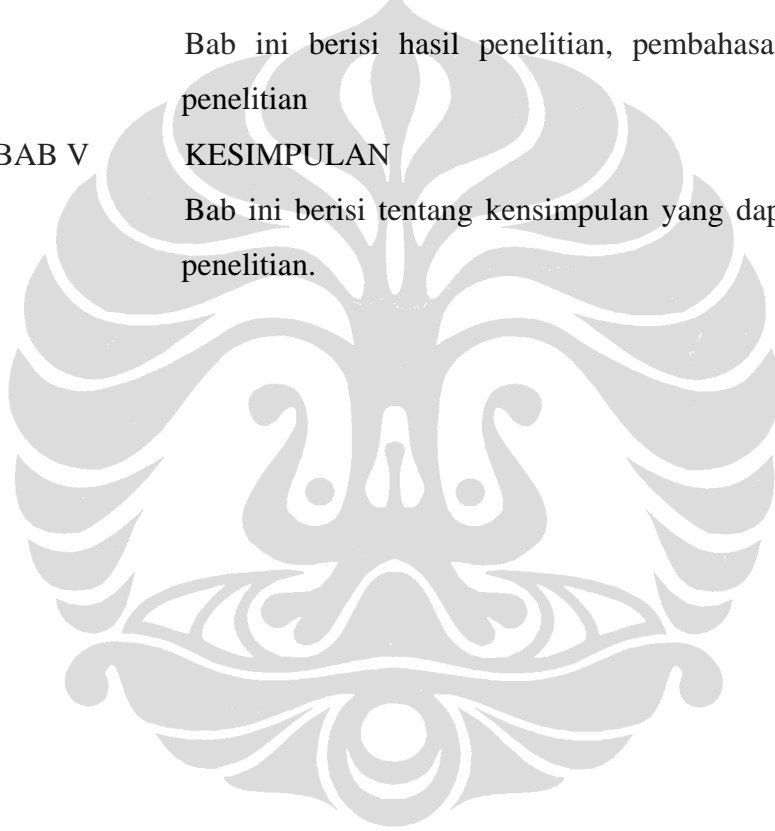 Bab ini berisi hasil penelitian, pembahasa
penelitian
BAB V KESIMPULAN
Bab ini berisi tentang kensimpulan yang dap
penelitian.